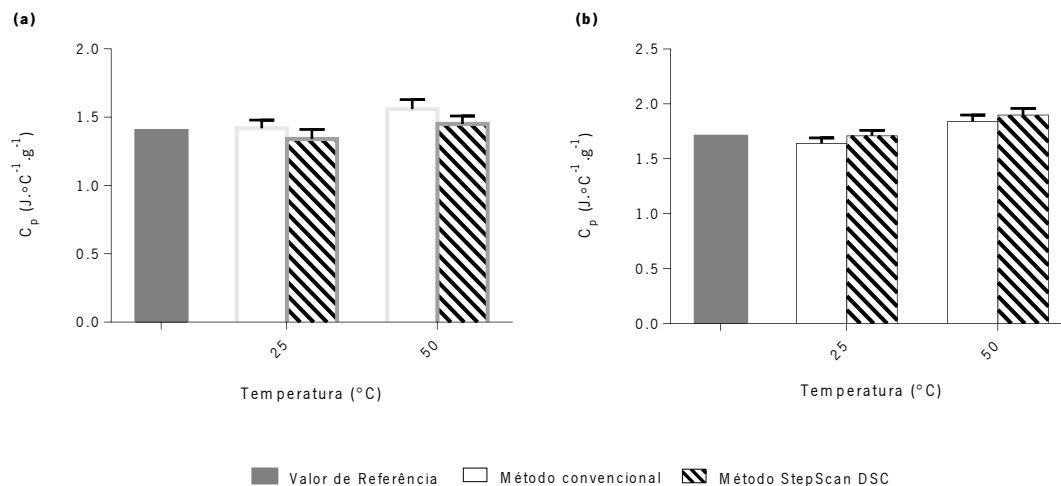 (a)
2.0
1.5
1.0
0.5
0.0
C_p (J.°C⁻¹.g⁻¹)
25
50
Temperatura (°C)
(b)
2.5
2.0
1.5
1.0
0.5
0.0
C_p (J.°C⁻¹.g⁻¹)
25
50
Temperatura (°C)
Valor de Referência Método convencional Método StepScan DSC